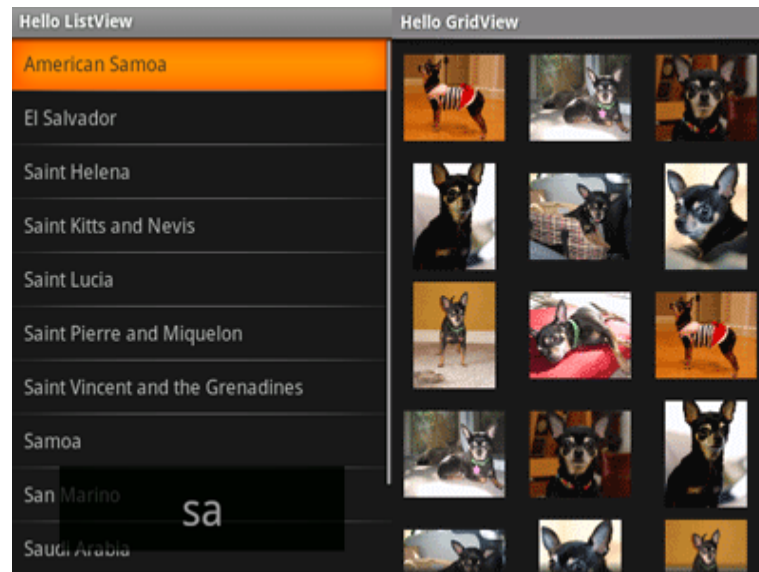 Hello ListView
American Samoa
El Salvador
Saint Helena
Saint Kitts and Nevis
Saint Lucia
Saint Pierre and Miquelon
Saint Vincent and the Grenadines
Samoa
San Marino
sa
Saudi Arabia
Hello GridView